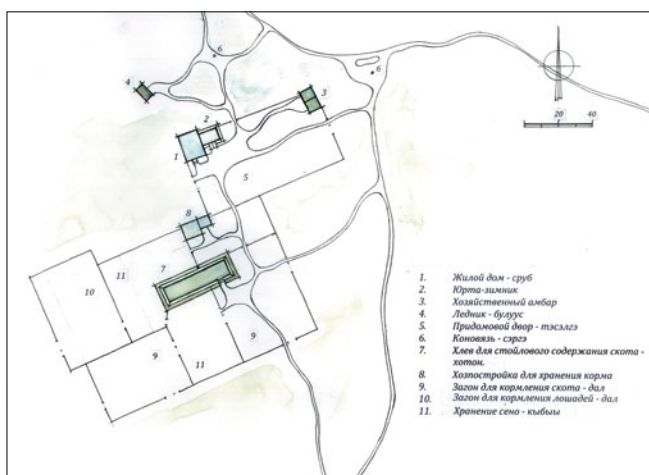 6
6
4
3
2
1
5
8
7
11
10
9
11
9
20 40
1. Жилой дом - сруб
2. Юрта-зимник
3. Хозяйственный амбар
4. Ледник - булуус
5. Придомовой двор - тэсэлгэ
6. Коновязь - сэргэ
7. Хлев для стойлового содержания скота -
хотон.
8. Хозпостройка для хранения корма
9. Загон для кормления скота - дал
10. Загон для кормления лошадей - дал
11. Хранение сено - кыбыы